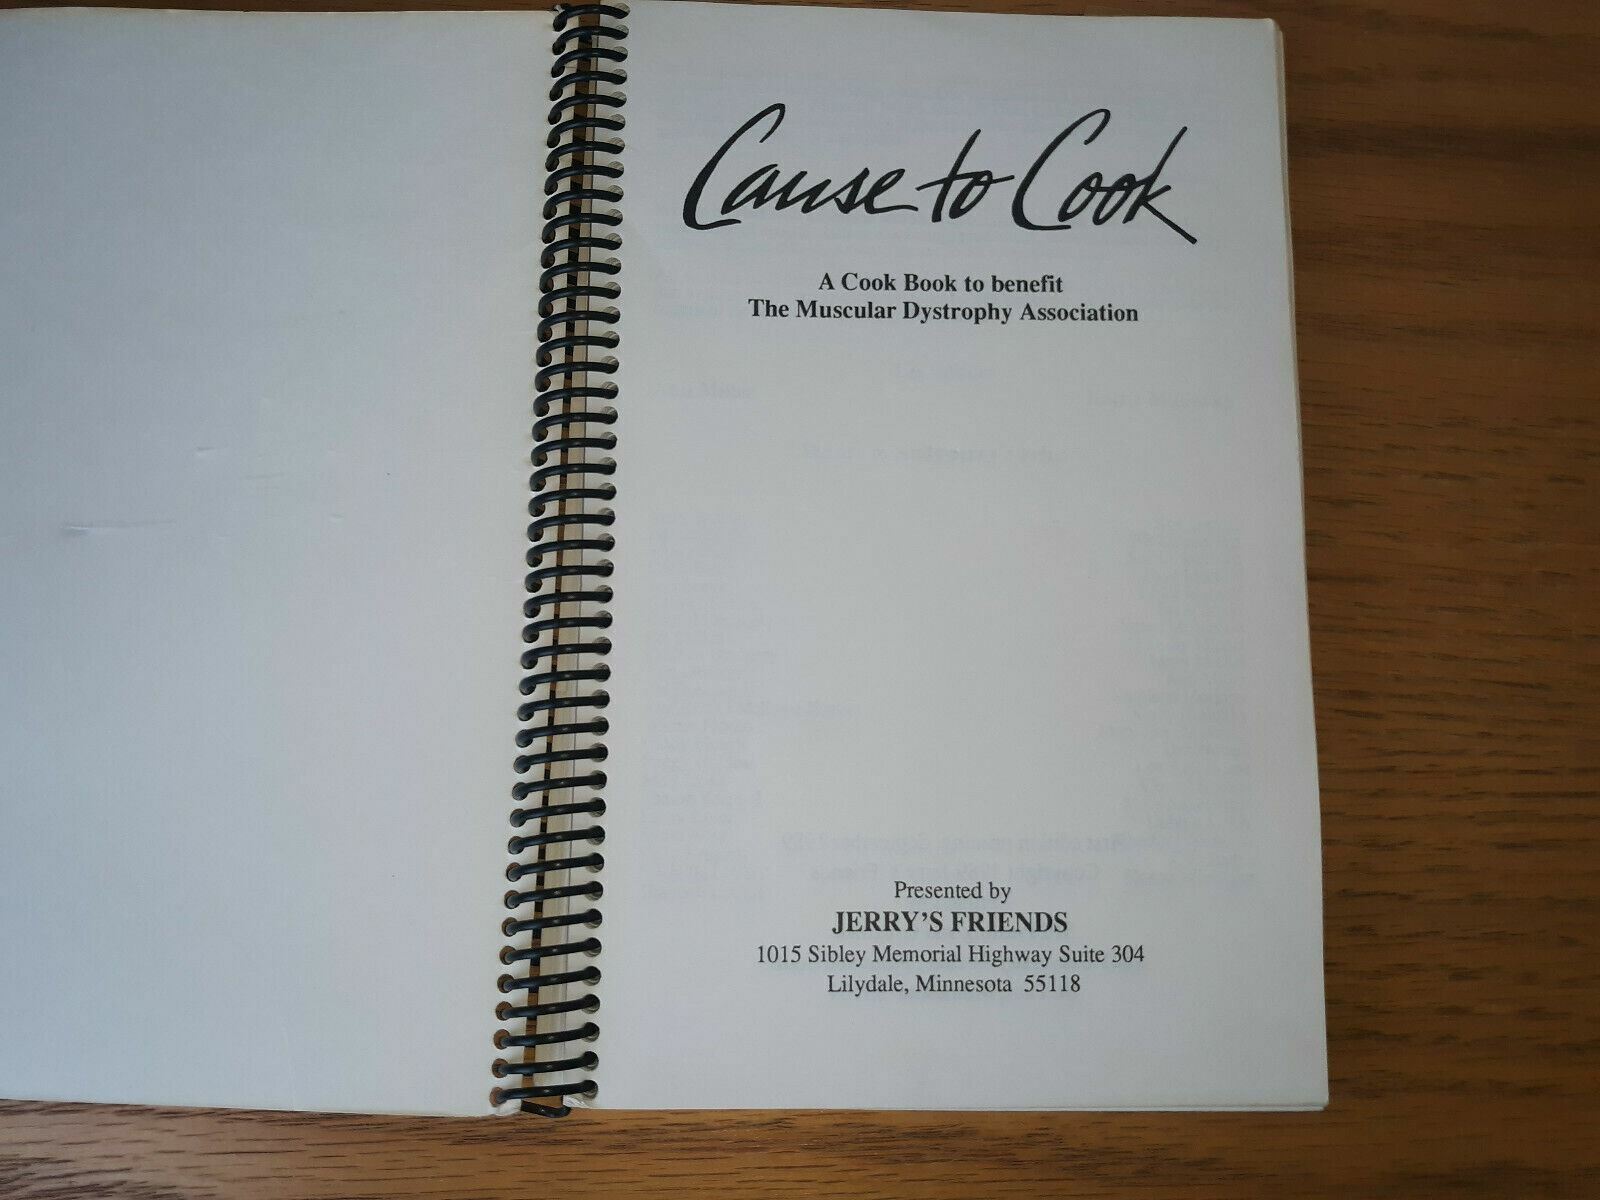 Cause to Cook
A Cook Book to benefit
The Muscular Dystrophy Association
Presented by
JERRY'S FRIENDS
1015 Sibley Memorial Highway Suite 304
Lilydale, Minnesota 55118